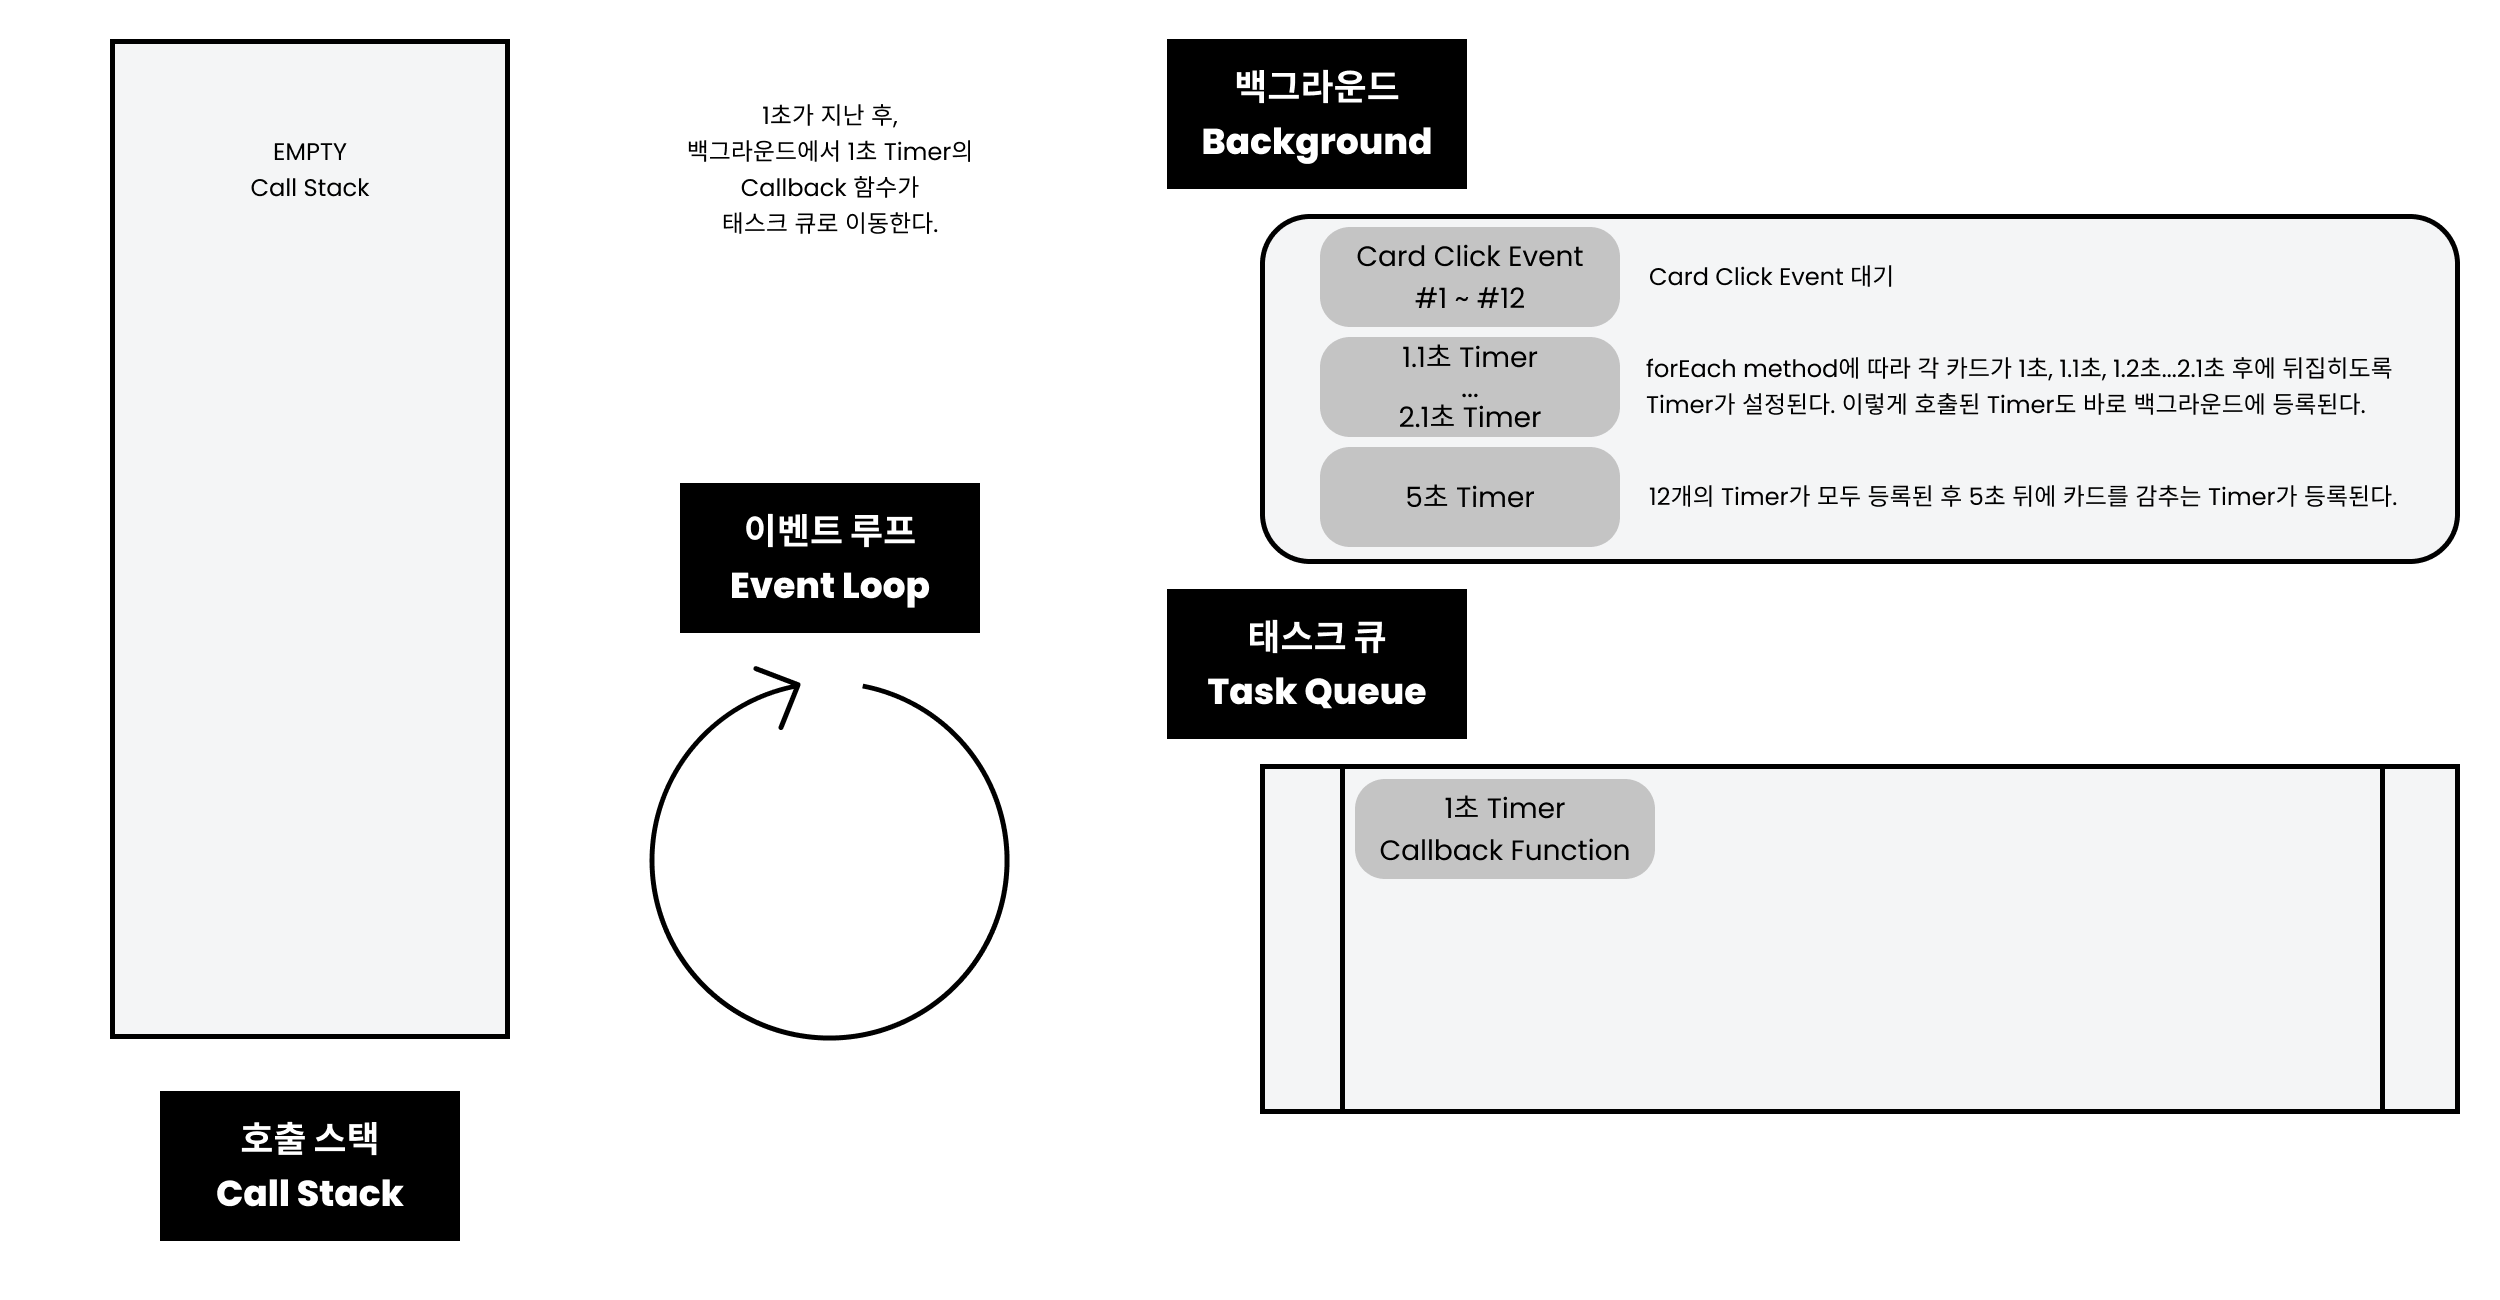 EMPTY
Call Stack
호출 스택
Call Stack
1초가 지난 후,
백그라운드에서 1초 Timer의
Callback 함수가
태스크 큐로 이동한다.
이벤트 루프
Event Loop
백그라운드
Background
Card Click Event
#1 ~ #12
Card Click Event 대기
1.1초 Timer
...
2.1초 Timer
forEach method에 따라 각 카드가 1초, 1.1초, 1.2초...2.1초 후에 뒤집히도록
Timer가 설정된다. 이렇게 호출된 Timer도 바로 백그라운드에 등록된다.
5초 Timer
12개의 Timer가 모두 등록된 후 5초 뒤에 카드를 감추는 Timer가 등록된다.
태스크 큐
Task Queue
1초 Timer
Callback Function